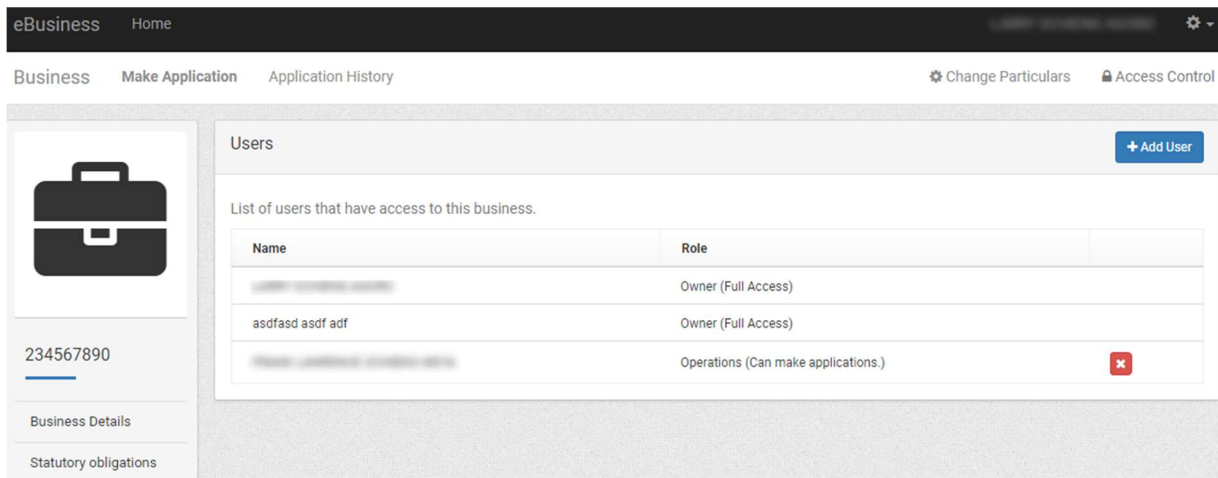 eBusiness Home
Business Make Application Application History Change Particulars Access Control
Users + Add User
List of users that have access to this business.
Name Role
Owner (Full Access)
asdfasd asdf adf Owner (Full Access)
234567890
Operations (Can make applications.)
Business Details
Statutory obligations